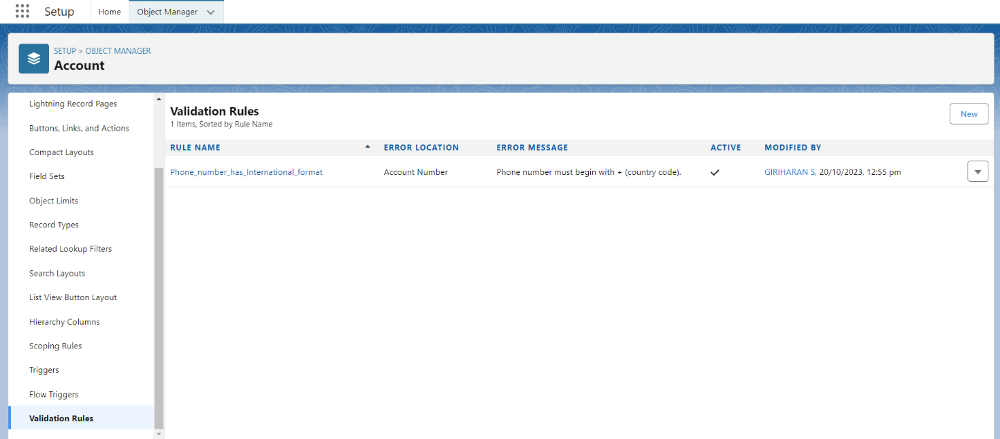 Setup Home Object Manager
SETUP > OBJECT MANAGER
Account
Lightning Record Pages
Buttons, Links, and Actions
Compact Layouts
Field Sets
Object Limits
Record Types
Related Lookup Filters
Search Layouts
List View Button Layout
Hierarchy Columns
Scoping Rules
Triggers
Flow Triggers
Validation Rules
Validation Rules
1 Items, Sorted by Rule Name
New
RULE NAME ERROR LOCATION ERROR MESSAGE ACTIVE MODIFIED BY
Phone_number_has_International_format Account Number Phone number must begin with + (country code). GIRIHARAN S, 20/10/2023, 12:55 pm